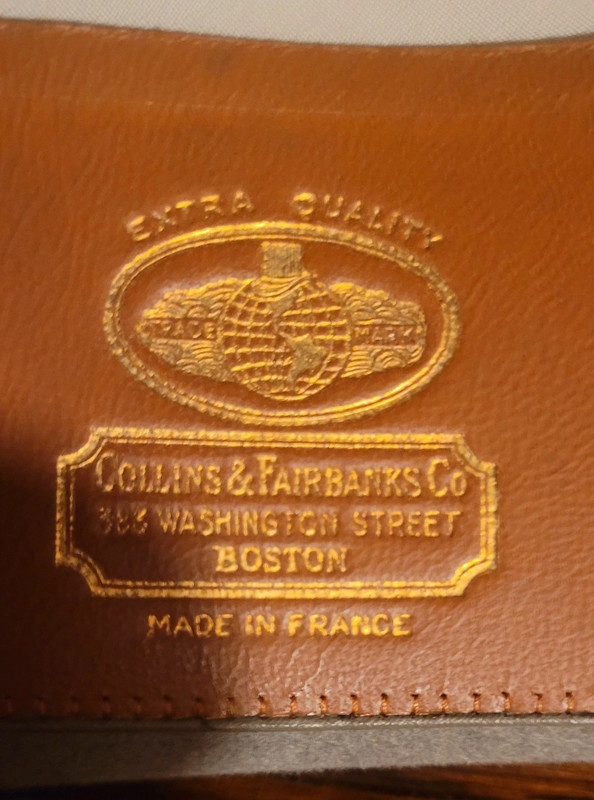 EXTRA QUALITY
TRADE MARK
COLLINS & FAIRBANKS CO
383 WASHINGTON STREET
BOSTON
MADE IN FRANCE